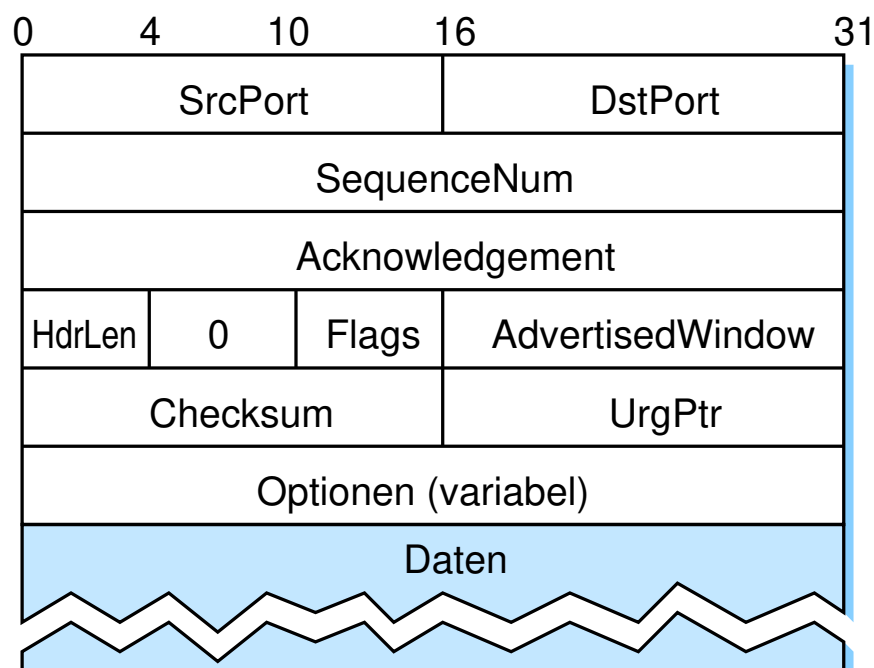 0 4 10 16 31
SrcPort DstPort
SequenceNum
Acknowledgement
HdrLen 0 Flags AdvertisedWindow
Checksum UrgPtr
Optionen (variabel)
Daten